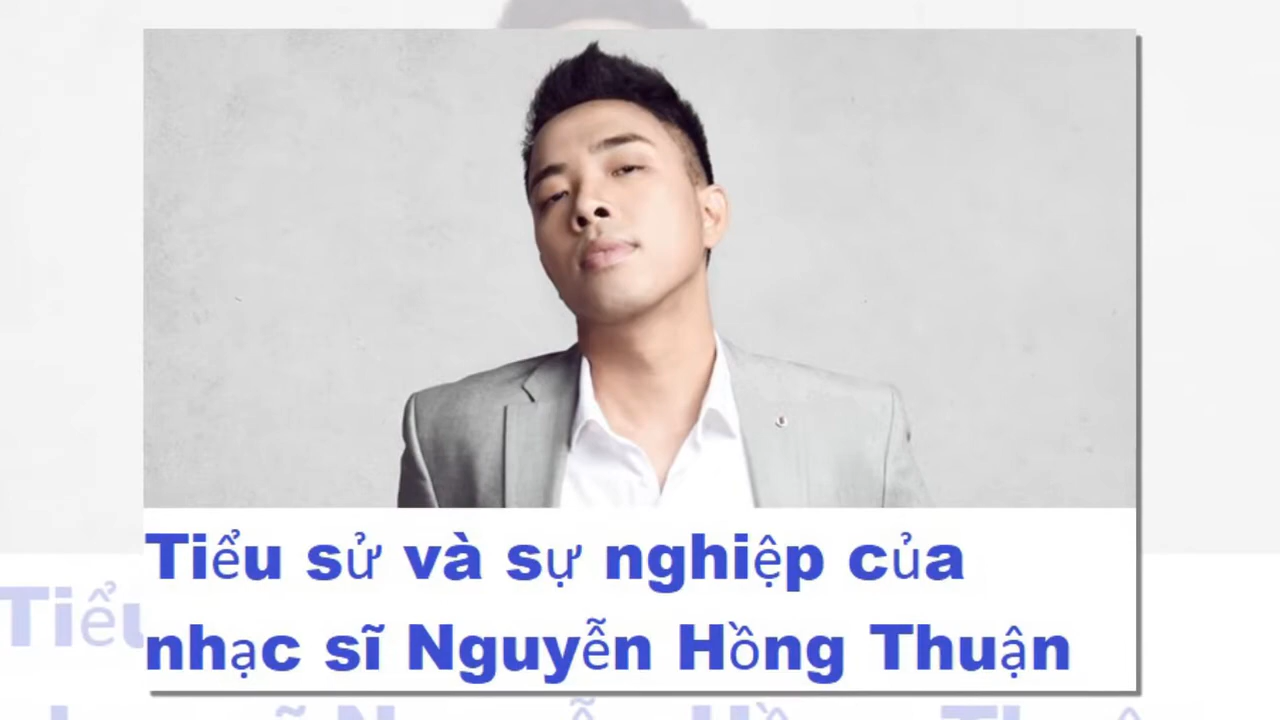 Tiểu sử và sự nghiệp của
nhạc sĩ Nguyễn Hồng Thuận